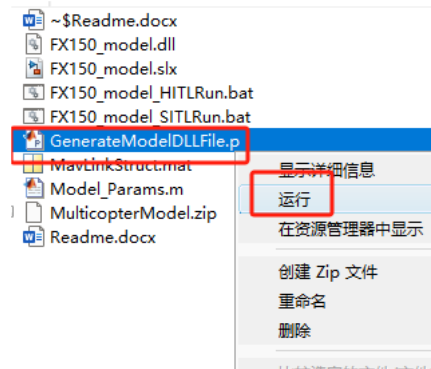 ~$Readme.docx
FX150_model.dll
FX150_model.slx
FX150_model_HITLRun.bat
FX150_model_SITLRun.bat
GenerateModelDLLFile.p
MavLinkStruct.mat
Model_Params.m
MulticopterModel.zip
Readme.docx
显示详细信息
运行
在资源管理器中显示
创建 Zip 文件
重命名
删除